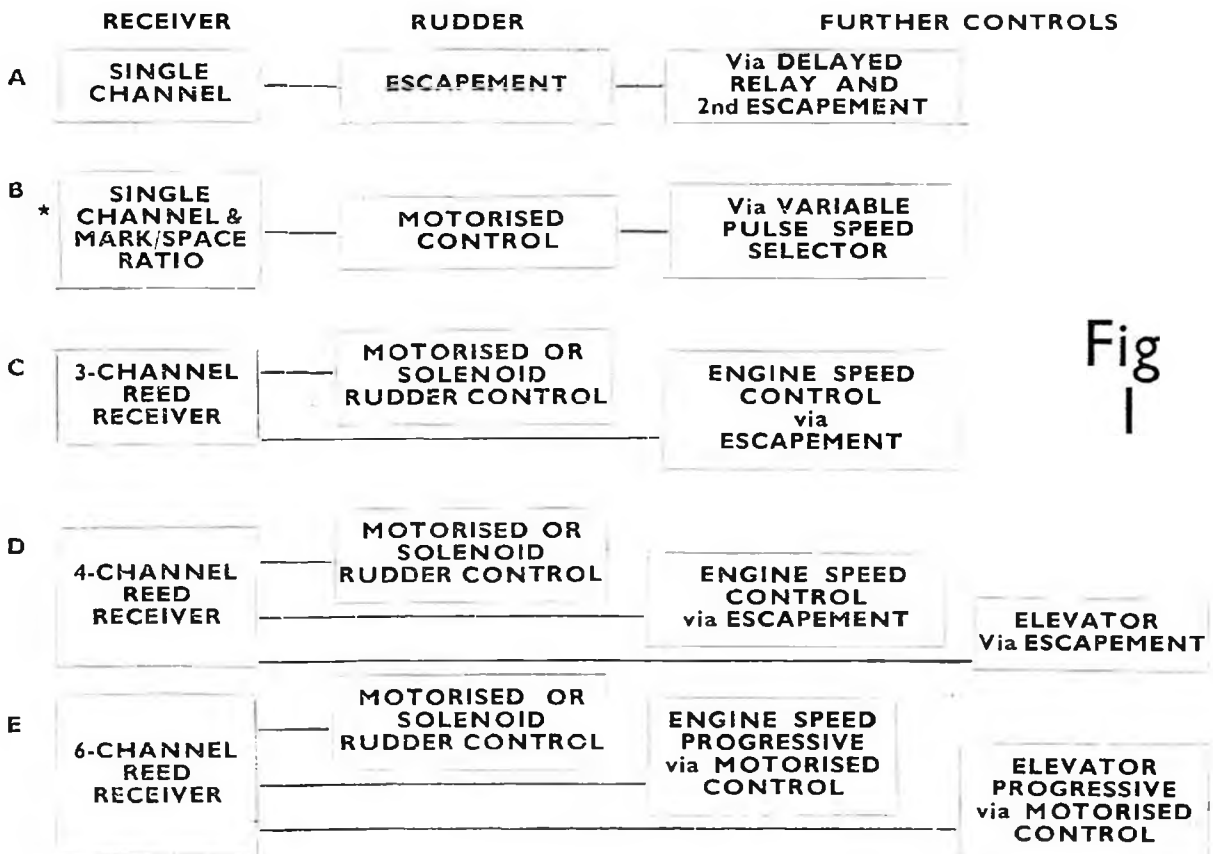 RECEIVER RUDDER FURTHER CONTROLS
A
SINGLE
CHANNEL
ESCAPEMENT
Via DELAYED
RELAY AND
2nd ESCAPEMENT
B
*
SINGLE
CHANNEL &
MARK/SPACE
RATIO
MOTORISED
CONTROL
Via VARIABLE
PULSE SPEED
SELECTOR
C
3-CHANNEL
REED
RECEIVER
MOTORISED OR
SOLENOID
RUDDER CONTROL
ENGINE SPEED
CONTROL
via
ESCAPEMENT
Fig
I
D
4-CHANNEL
REED
RECEIVER
MOTORISED OR
SOLENOID
RUDDER CONTROL
ENGINE SPEED
CONTROL
via ESCAPEMENT
ELEVATOR
Via ESCAPEMENT
E
6-CHANNEL
REED
RECEIVER
MOTORISED OR
SOLENOID
RUDDER CONTROL
ENGINE SPEED
PROGRESSIVE
via MOTORISED
CONTROL
ELEVATOR
PROGRESSIVE
via MOTORISED
CONTROL